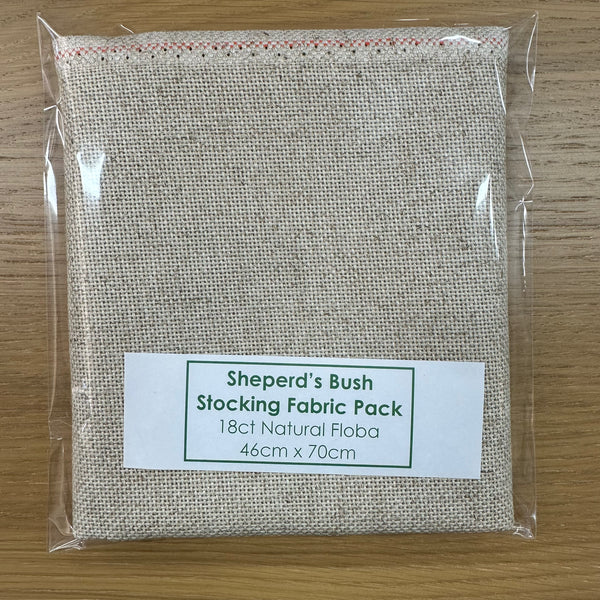 Sheperd's Bush
Stocking Fabric Pack
18ct Natural Floba
46cm x 70cm